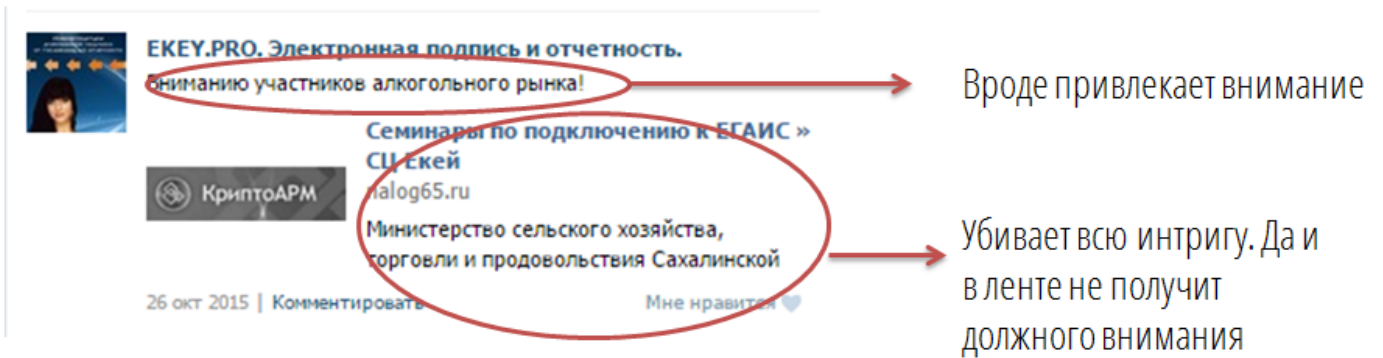 EKEY.PRO. Электронная подпись и отчетность.
Вниманию участников алкогольного рынка!
Вроде привлекает внимание
Семинары по подключению к ЕГАИС »
СЦ Екей
КриптоАРМ
nalog65.ru
Министерство сельского хозяйства,
торговли и продовольствия Сахалинской
26 окт 2015 | Комментировать
Мне нравится
Убивает всю интригу. Да и
в ленте не получит
должного внимания